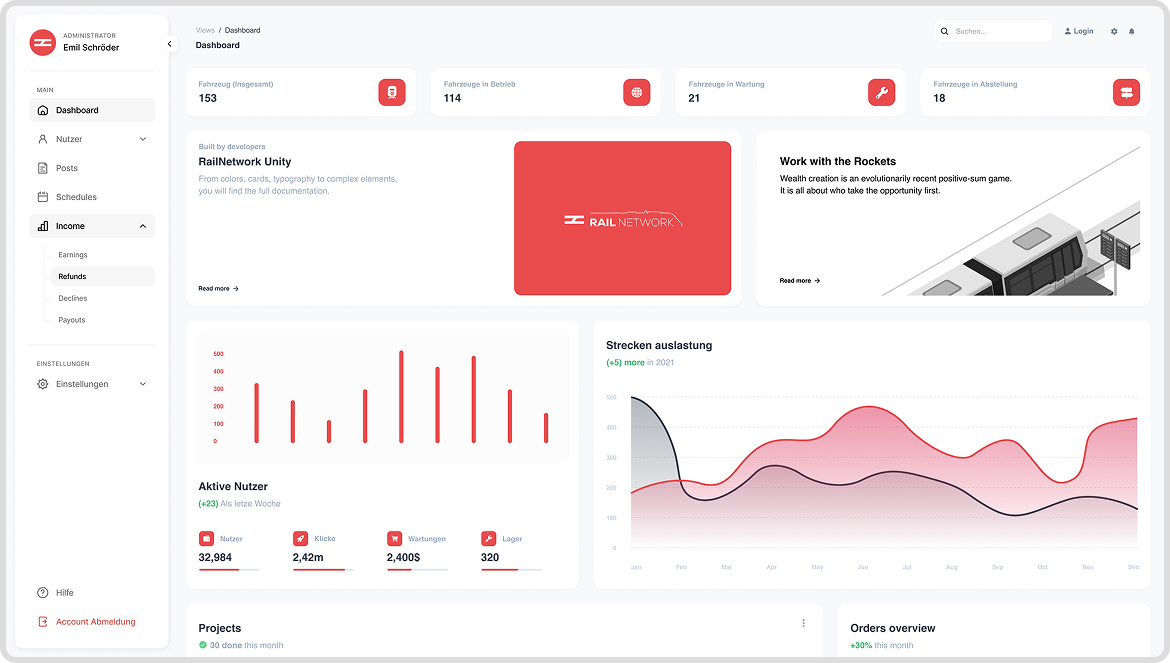 ADMINISTRATOR
Emil Schröder
MAIN
Dashboard
Nutzer
Posts
Schedules
Income
Earnings
Refunds
Declines
Payouts
EINSTELLUNGEN
Einstellungen
Hilfe
Account Abmeldung
Views / Dashboard
Dashboard
Suchen...
Login
Fahrzeug (Insgesamt)
153
Fahrzeuge in Betrieb
114
Fahrzeuge in Wartung
21
Fahrzeuge in Abstellung
18
Built by developers
RailNetwork Unity
From colors, cards, typography to complex elements,
you will find the full documentation.
Read more
RAIL NETWORK
Work with the Rockets
Wealth creation is an evolutionarily recent positive-sum game.
It is all about who take the opportunity first.
Read more
500
400
300
200
100
0
Aktive Nutzer
(+23) Als letze Woche
Nutzer
32,984
Klicke
2,42m
Wartungen
2,400$
Lager
320
Strecken auslastung
(+5) more in 2021
500
400
300
200
100
0
Jan Feb Mar Apr May Jun Jul Aug Sep Oct Nov Dec
Projects
30 done this month
Orders overview
+30% this month